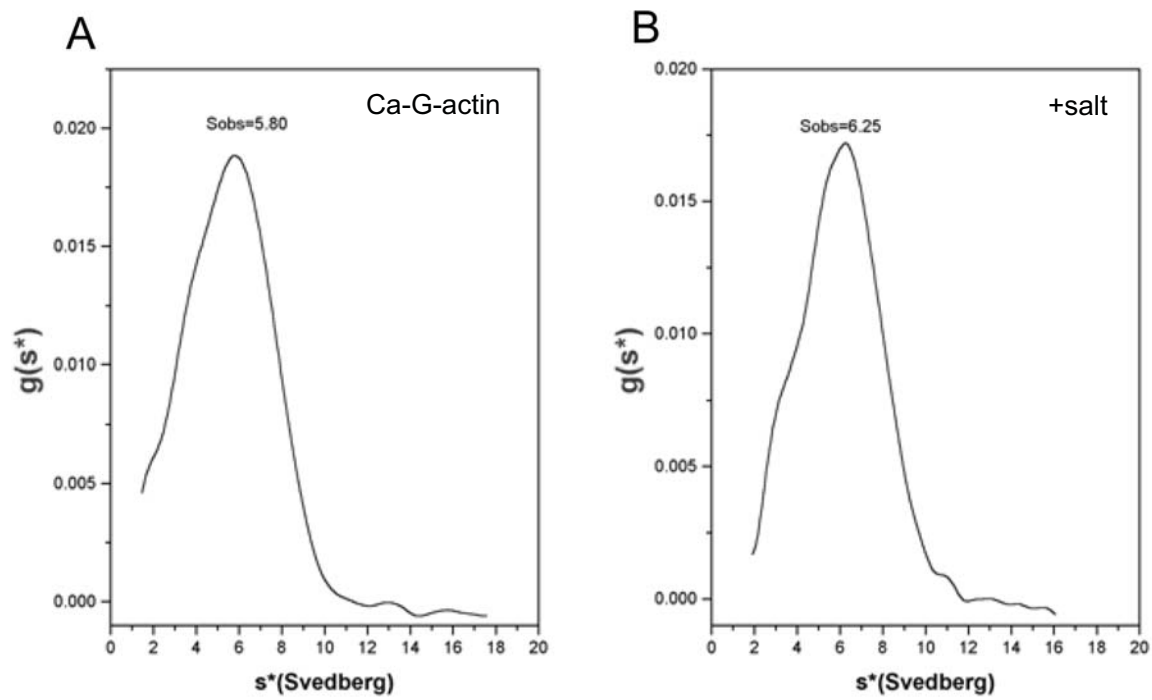 A
Ca-G-actin
Sobs=5.80
0.020
0.015
0.010
0.005
0.000
g(s*)
0 2 4 6 8 10 12 14 16 18 20
s*(Svedberg)
B
+salt
Sobs=6.25
0.020
0.015
0.010
0.005
0.000
g(s*)
0 2 4 6 8 10 12 14 16 18 20
s*(Svedberg)